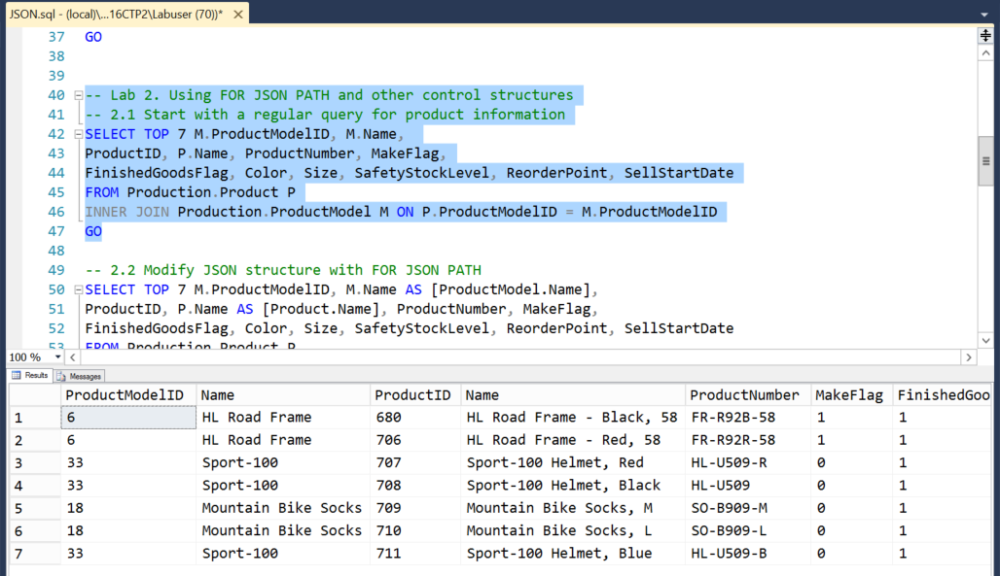 JSON.sql - (local)\...16CTP2\Labuser (70))*
37 GO
38
39
40 -- Lab 2. Using FOR JSON PATH and other control structures
41 -- 2.1 Start with a regular query for product information
42 SELECT TOP 7 M.ProductModelID, M.Name,
43 ProductID, P.Name, ProductNumber, MakeFlag,
44 FinishedGoodsFlag, Color, Size, SafetyStockLevel, ReorderPoint, SellStartDate
45 FROM Production.Product P
46 INNER JOIN Production.ProductModel M ON P.ProductModelID = M.ProductModelID
47 GO
48
49 -- 2.2 Modify JSON structure with FOR JSON PATH
50 SELECT TOP 7 M.ProductModelID, M.Name AS [ProductModel.Name],
51 ProductID, P.Name AS [Product.Name], ProductNumber, MakeFlag,
52 FinishedGoodsFlag, Color, Size, SafetyStockLevel, ReorderPoint, SellStartDate
53 FROM Production.Product P
100 %
Results Messages
ProductModelID Name ProductID Name ProductNumber MakeFlag FinishedGoo
1 6 HL Road Frame 680 HL Road Frame - Black, 58 FR-R92B-58 1 1
2 6 HL Road Frame 706 HL Road Frame - Red, 58 FR-R92R-58 1 1
3 33 Sport-100 707 Sport-100 Helmet, Red HL-U509-R 0 1
4 33 Sport-100 708 Sport-100 Helmet, Black HL-U509 0 1
5 18 Mountain Bike Socks 709 Mountain Bike Socks, M SO-B909-M 0 1
6 18 Mountain Bike Socks 710 Mountain Bike Socks, L SO-B909-L 0 1
7 33 Sport-100 711 Sport-100 Helmet, Blue HL-U509-B 0 1